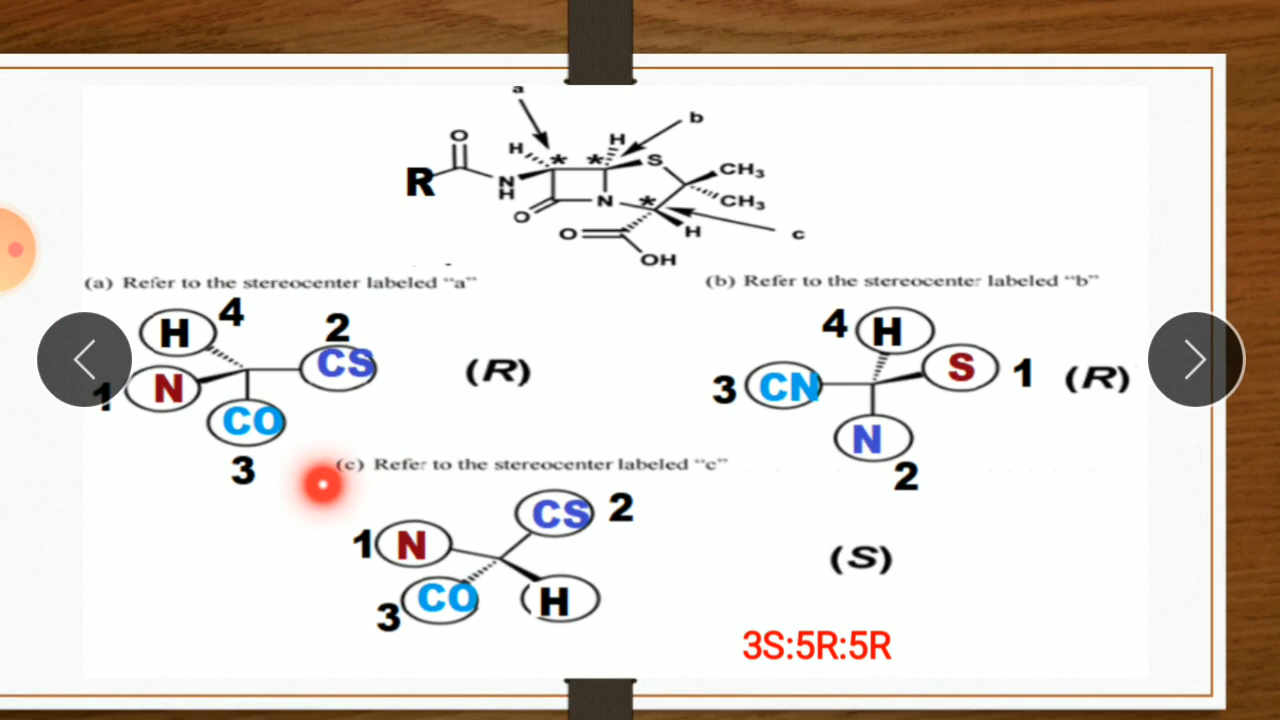 a
b
O H * * H S CH3
R N H N * CH3
O O H c
OH
(a) Refer to the stereocenter labeled "a"
(b) Refer to the stereocenter labeled "b"
H 4 2 CS
1 N (R)
CO
3
4 H
3 CN S 1 (R)
N
2
(c) Refer to the stereocenter labeled "c"
CS 2
1 N
3 CO H
(S)
3S:5R:5R